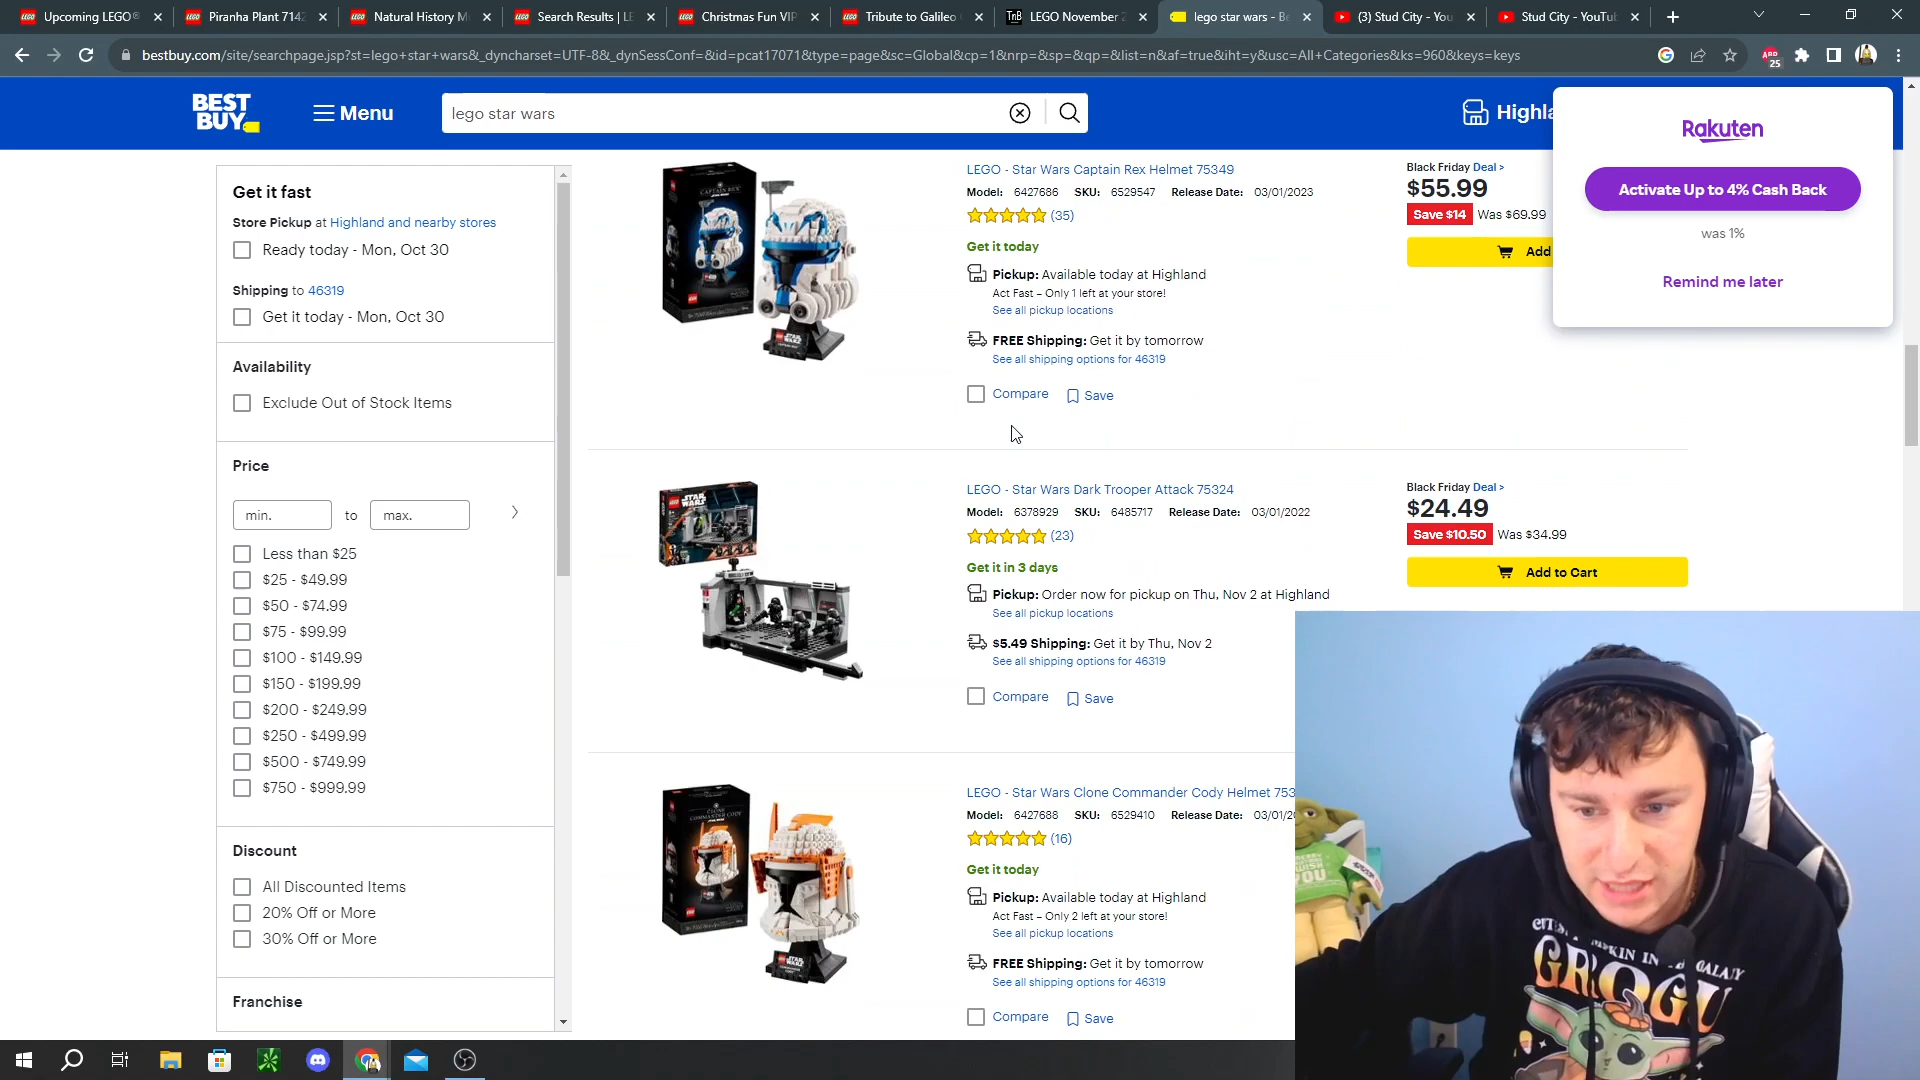 Upcoming LEGO®
Piranha Plant 7142
Natural History M
Search Results | LE
Christmas Fun VIP
Tribute to Galileo
TnB LEGO November 2
lego star wars - Be
(3) Stud City - You
Stud City - YouTub
bestbuy.com/site/searchpage.jsp?st=lego+star+wars&_dyncharset=UTF-8&_dynSessConf=&id=pcat17071&type=page&sc=Global&cp=1&nrp=&sp=&qp=&list=n&af=true&iht=y&usc=All+Categories&ks=960&keys=keys
25
BEST
BUY
Menu
lego star wars
Highla
Rakuten
Activate Up to 4% Cash Back
was 1%
Remind me later
Get it fast
Store Pickup at Highland and nearby stores
Ready today - Mon, Oct 30
Shipping to 46319
Get it today - Mon, Oct 30
Availability
Exclude Out of Stock Items
Price
min. to max.
Less than $25
$25 - $49.99
$50 - $74.99
$75 - $99.99
$100 - $149.99
$150 - $199.99
$200 - $249.99
$250 - $499.99
$500 - $749.99
$750 - $999.99
Discount
All Discounted Items
20% Off or More
30% Off or More
Franchise
LEGO - Star Wars Captain Rex Helmet 75349
Model: 6427686 SKU: 6529547 Release Date: 03/01/2023
(35)
Get it today
Pickup: Available today at Highland
Act Fast – Only 1 left at your store!
See all pickup locations
FREE Shipping: Get it by tomorrow
See all shipping options for 46319
Compare Save
Black Friday Deal >
$55.99
Save $14 Was $69.99
Add
LEGO - Star Wars Dark Trooper Attack 75324
Model: 6378929 SKU: 6485717 Release Date: 03/01/2022
(23)
Get it in 3 days
Pickup: Order now for pickup on Thu, Nov 2 at Highland
See all pickup locations
$5.49 Shipping: Get it by Thu, Nov 2
See all shipping options for 46319
Compare Save
Black Friday Deal >
$24.49
Save $10.50 Was $34.99
Add to Cart
LEGO - Star Wars Clone Commander Cody Helmet 753
Model: 6427688 SKU: 6529410 Release Date: 03/01/20
(16)
Get it today
Pickup: Available today at Highland
Act Fast – Only 2 left at your store!
See all pickup locations
FREE Shipping: Get it by tomorrow
See all shipping options for 46319
Compare Save
GROGU